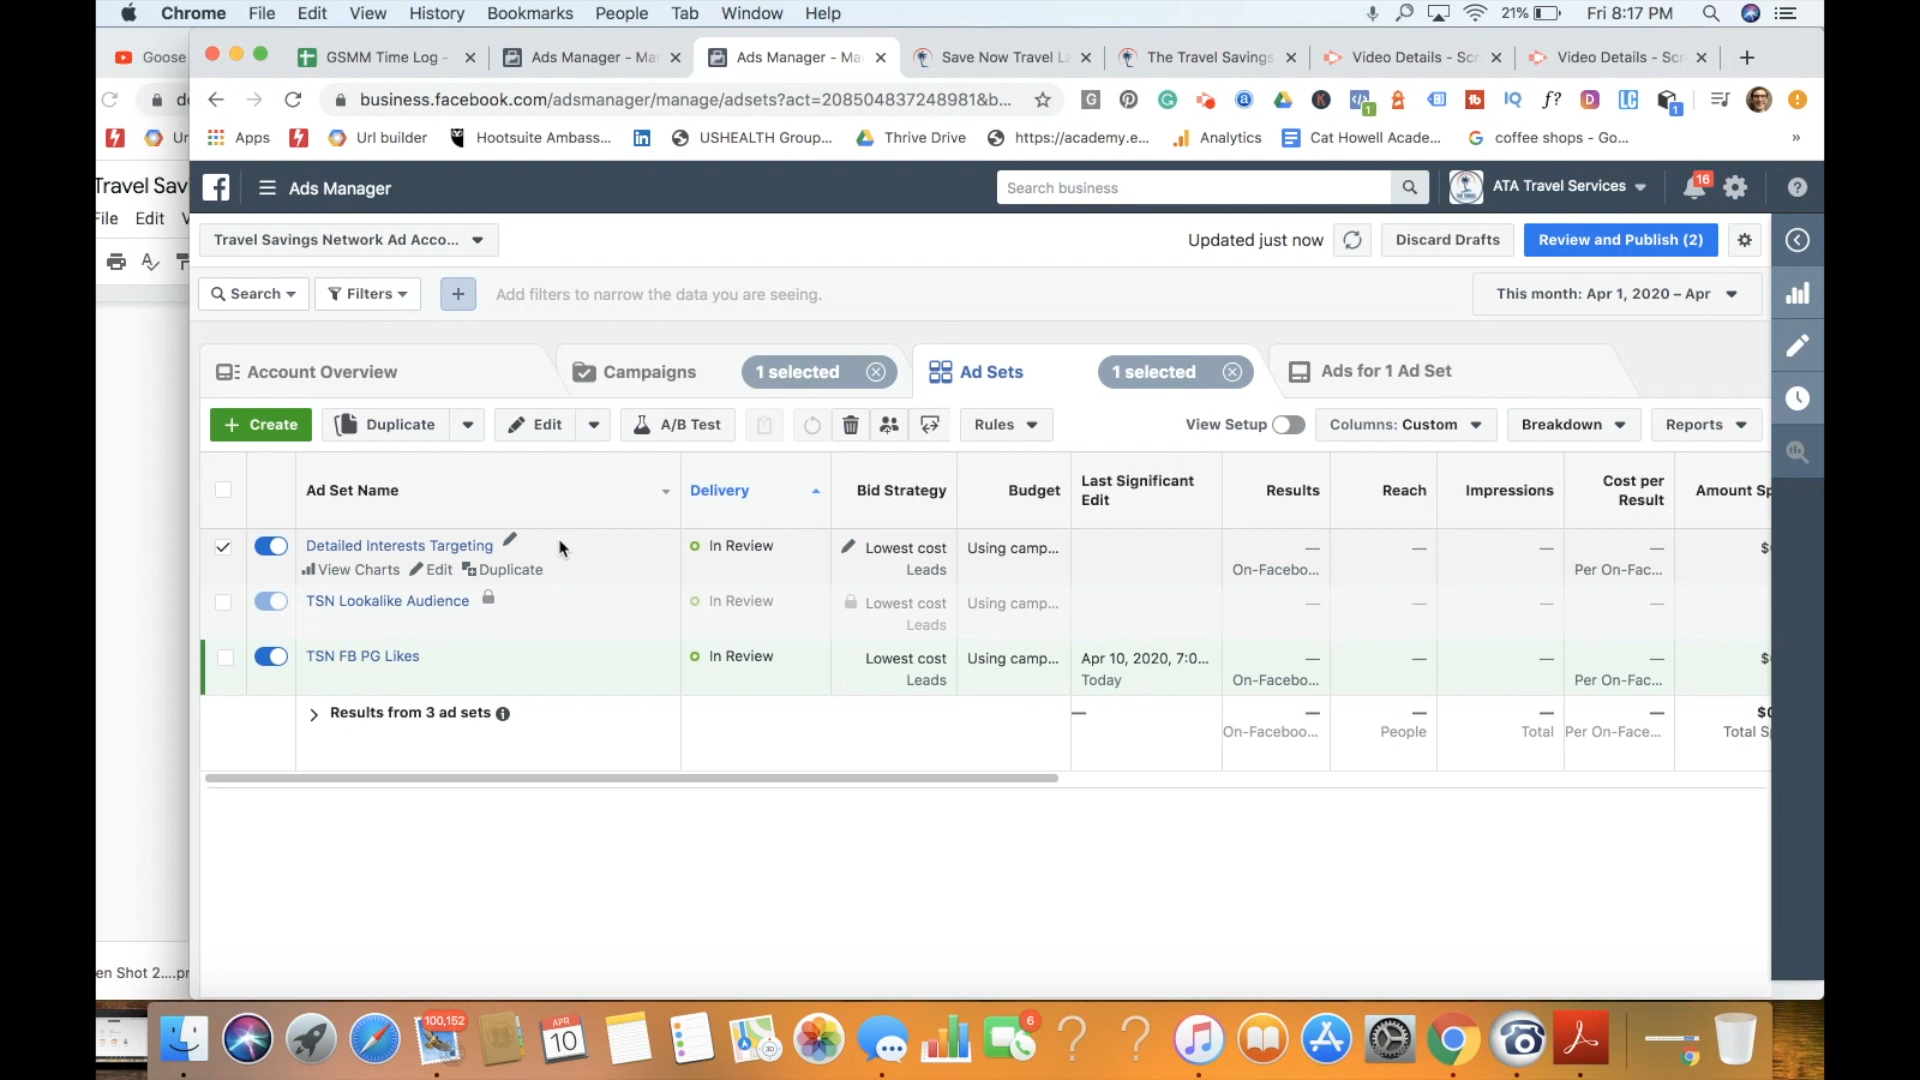 Chrome File Edit View History Bookmarks People Tab Window Help 21% Fri 8:17 PM
Goose
GSMM Time Log -
Ads Manager - Ma
Ads Manager - Ma
Save Now Travel L
The Travel Savings
Video Details - Scr
Video Details - Scr
business.facebook.com/adsmanager/manage/adsets?act=208504837248981&b...
Ur
Apps
Url builder
Hootsuite Ambass...
USHEALTH Group...
Thrive Drive
https://academy.e...
Analytics
Cat Howell Acade...
coffee shops - Go...
»
Travel Sav
File Edit V
Ads Manager
Search business
ATA Travel Services
16
Travel Savings Network Ad Acco...
Updated just now
Discard Drafts
Review and Publish (2)
Search
Filters
Add filters to narrow the data you are seeing.
This month: Apr 1, 2020 – Apr
Account Overview
Campaigns
1 selected
Ad Sets
1 selected
Ads for 1 Ad Set
+ Create
Duplicate
Edit
A/B Test
Rules
View Setup
Columns: Custom
Breakdown
Reports
Ad Set Name
Delivery
Bid Strategy
Budget
Last Significant
Edit
Results
Reach
Impressions
Cost per
Result
Amount Sp
Detailed Interests Targeting
In Review
Lowest cost
Leads
Using camp...
—
On-Facebo...
—
—
—
Per On-Fac...
$
View Charts Edit Duplicate
TSN Lookalike Audience
In Review
Lowest cost
Leads
Using camp...
—
—
—
—
TSN FB PG Likes
In Review
Lowest cost
Leads
Using camp...
Apr 10, 2020, 7:0...
Today
—
On-Facebo...
—
—
—
Per On-Fac...
$
Results from 3 ad sets
—
—
On-Faceboo...
—
People
—
Total
—
Per On-Face...
$0
Total Sp
en Shot 2....pr
100,152
APR
10
6